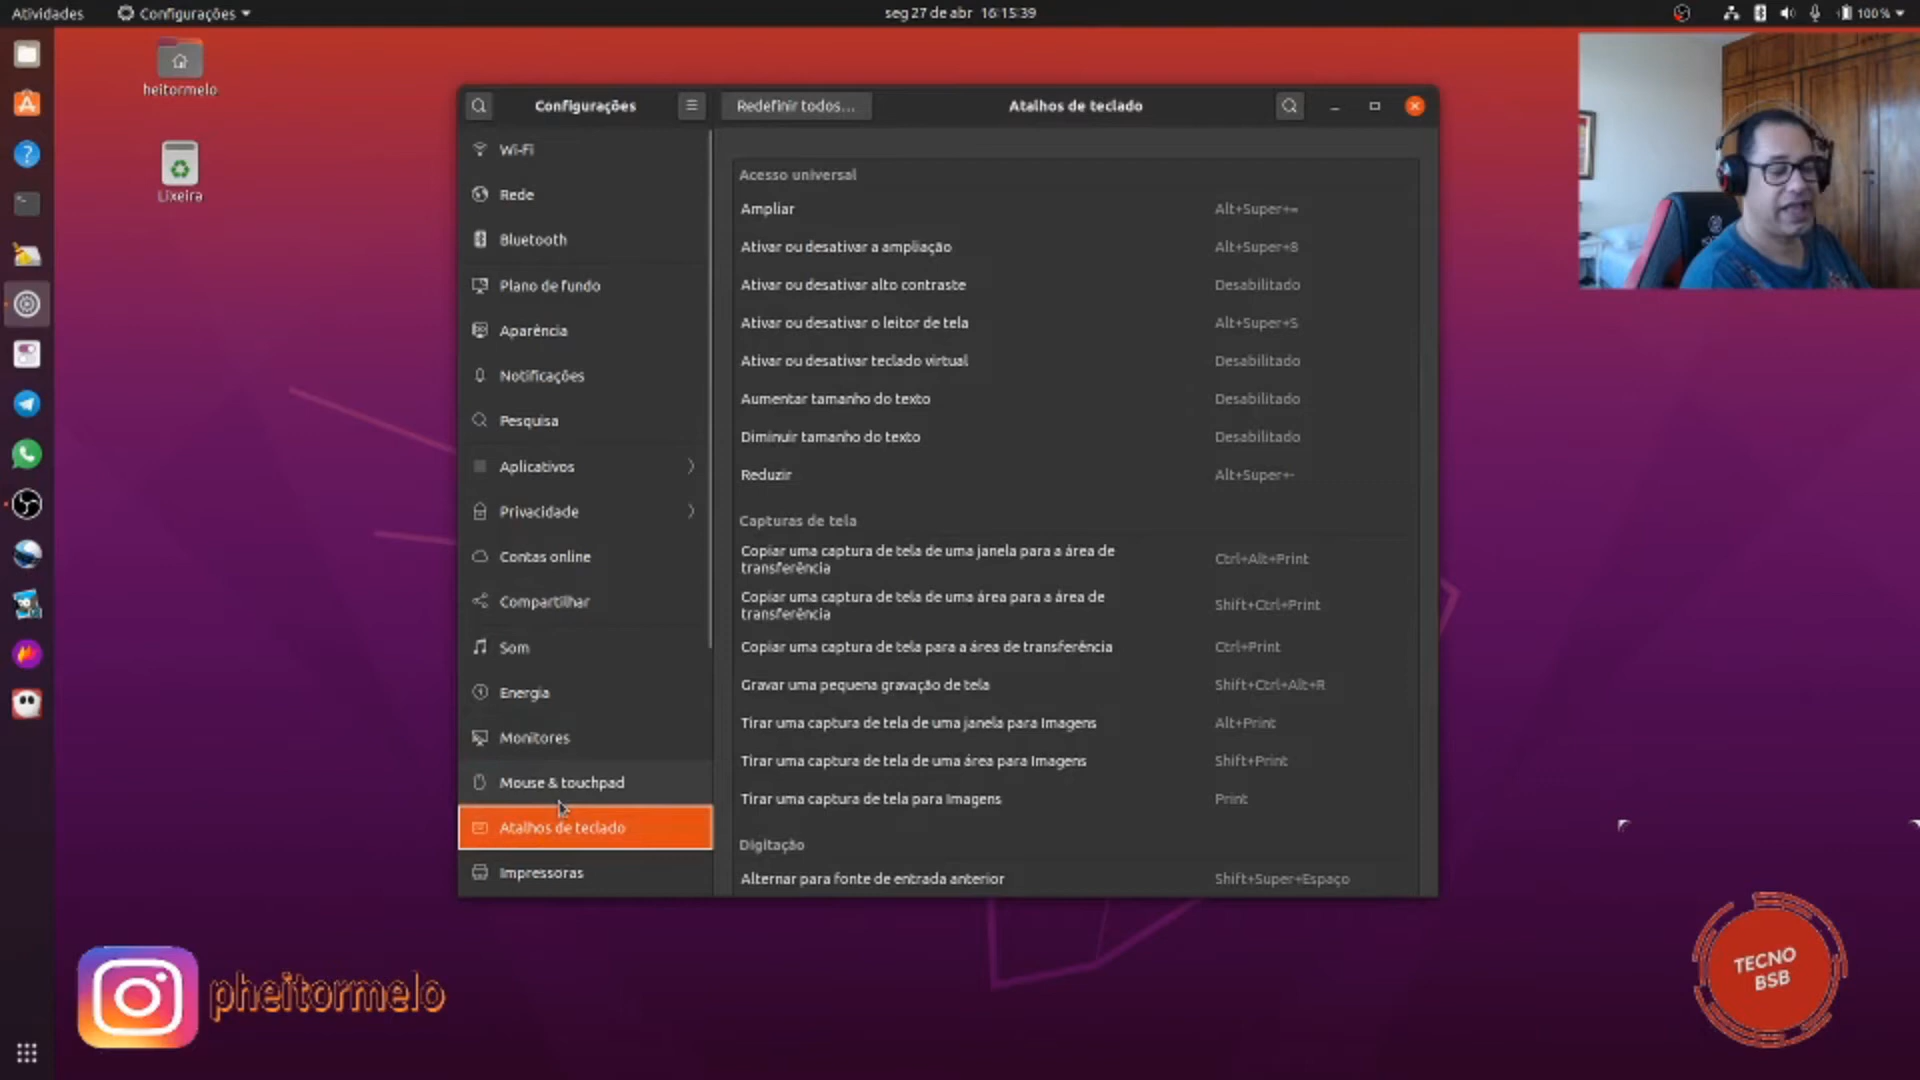 Atividades
Configurações
seg 27 de abr 16:15:39
100%
heitormelo
Lixeira
Configurações
Redefinir todos...
Atalhos de teclado
Wi-Fi
Rede
Bluetooth
Plano de fundo
Aparência
Notificações
Pesquisa
Aplicativos
Privacidade
Contas online
Compartilhar
Som
Energia
Monitores
Mouse & touchpad
Atalhos de teclado
Impressoras
Acesso universal
Ampliar Alt+Super+=
Ativar ou desativar a ampliação Alt+Super+8
Ativar ou desativar alto contraste Desabilitado
Ativar ou desativar o leitor de tela Alt+Super+S
Ativar ou desativar teclado virtual Desabilitado
Aumentar tamanho do texto Desabilitado
Diminuir tamanho do texto Desabilitado
Reduzir Alt+Super+-
Capturas de tela
Copiar uma captura de tela de uma janela para a área de
transferência Ctrl+Alt+Print
Copiar uma captura de tela de uma área para a área de
transferência Shift+Ctrl+Print
Copiar uma captura de tela para a área de transferência Ctrl+Print
Gravar uma pequena gravação de tela Shift+Ctrl+Alt+R
Tirar uma captura de tela de uma janela para Imagens Alt+Print
Tirar uma captura de tela de uma área para Imagens Shift+Print
Tirar uma captura de tela para Imagens Print
Digitação
Alternar para fonte de entrada anterior Shift+Super+Espaço
pheitormelo
TECNO
BSB